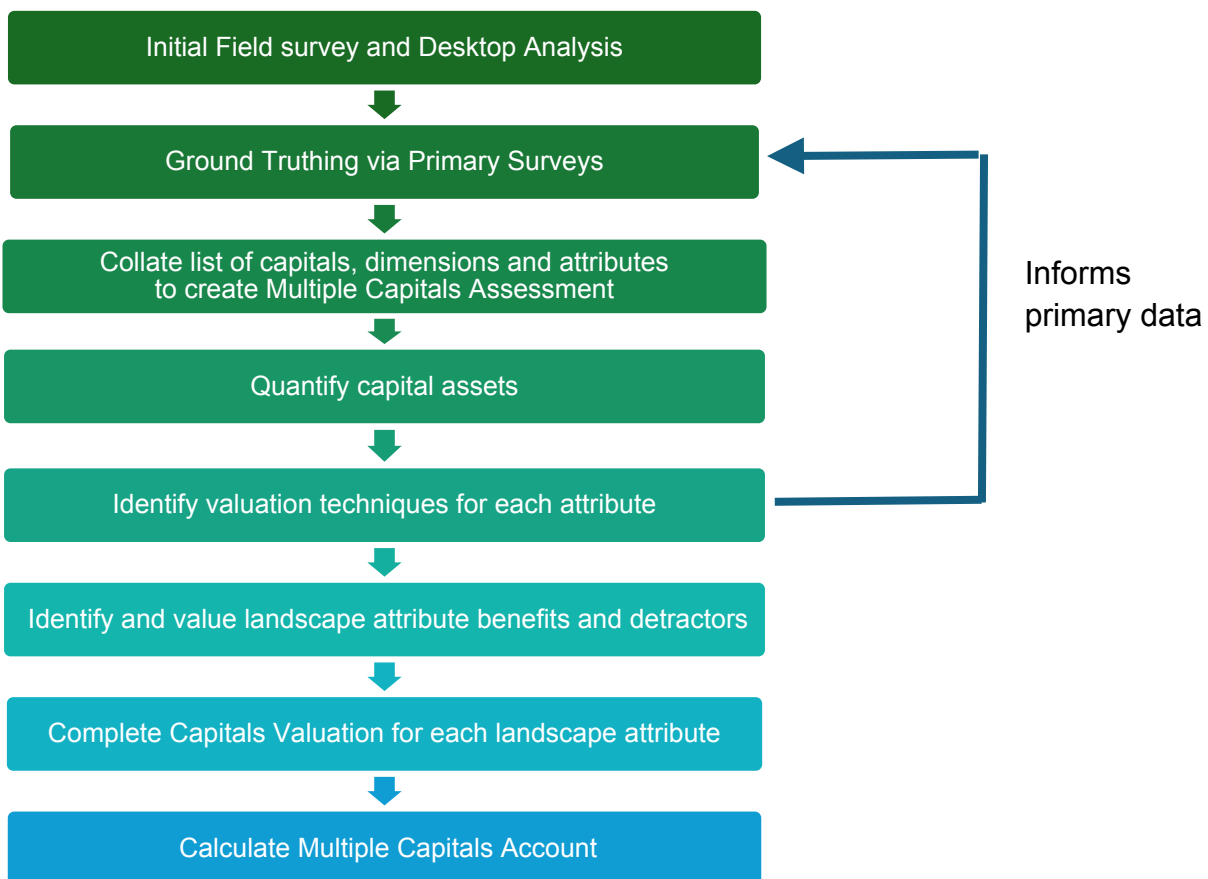 Initial Field survey and Desktop Analysis
Ground Truthing via Primary Surveys
Collate list of capitals, dimensions and attributes
to create Multiple Capitals Assessment
Quantify capital assets
Identify valuation techniques for each attribute
Informs
primary data
Identify and value landscape attribute benefits and detractors
Complete Capitals Valuation for each landscape attribute
Calculate Multiple Capitals Account